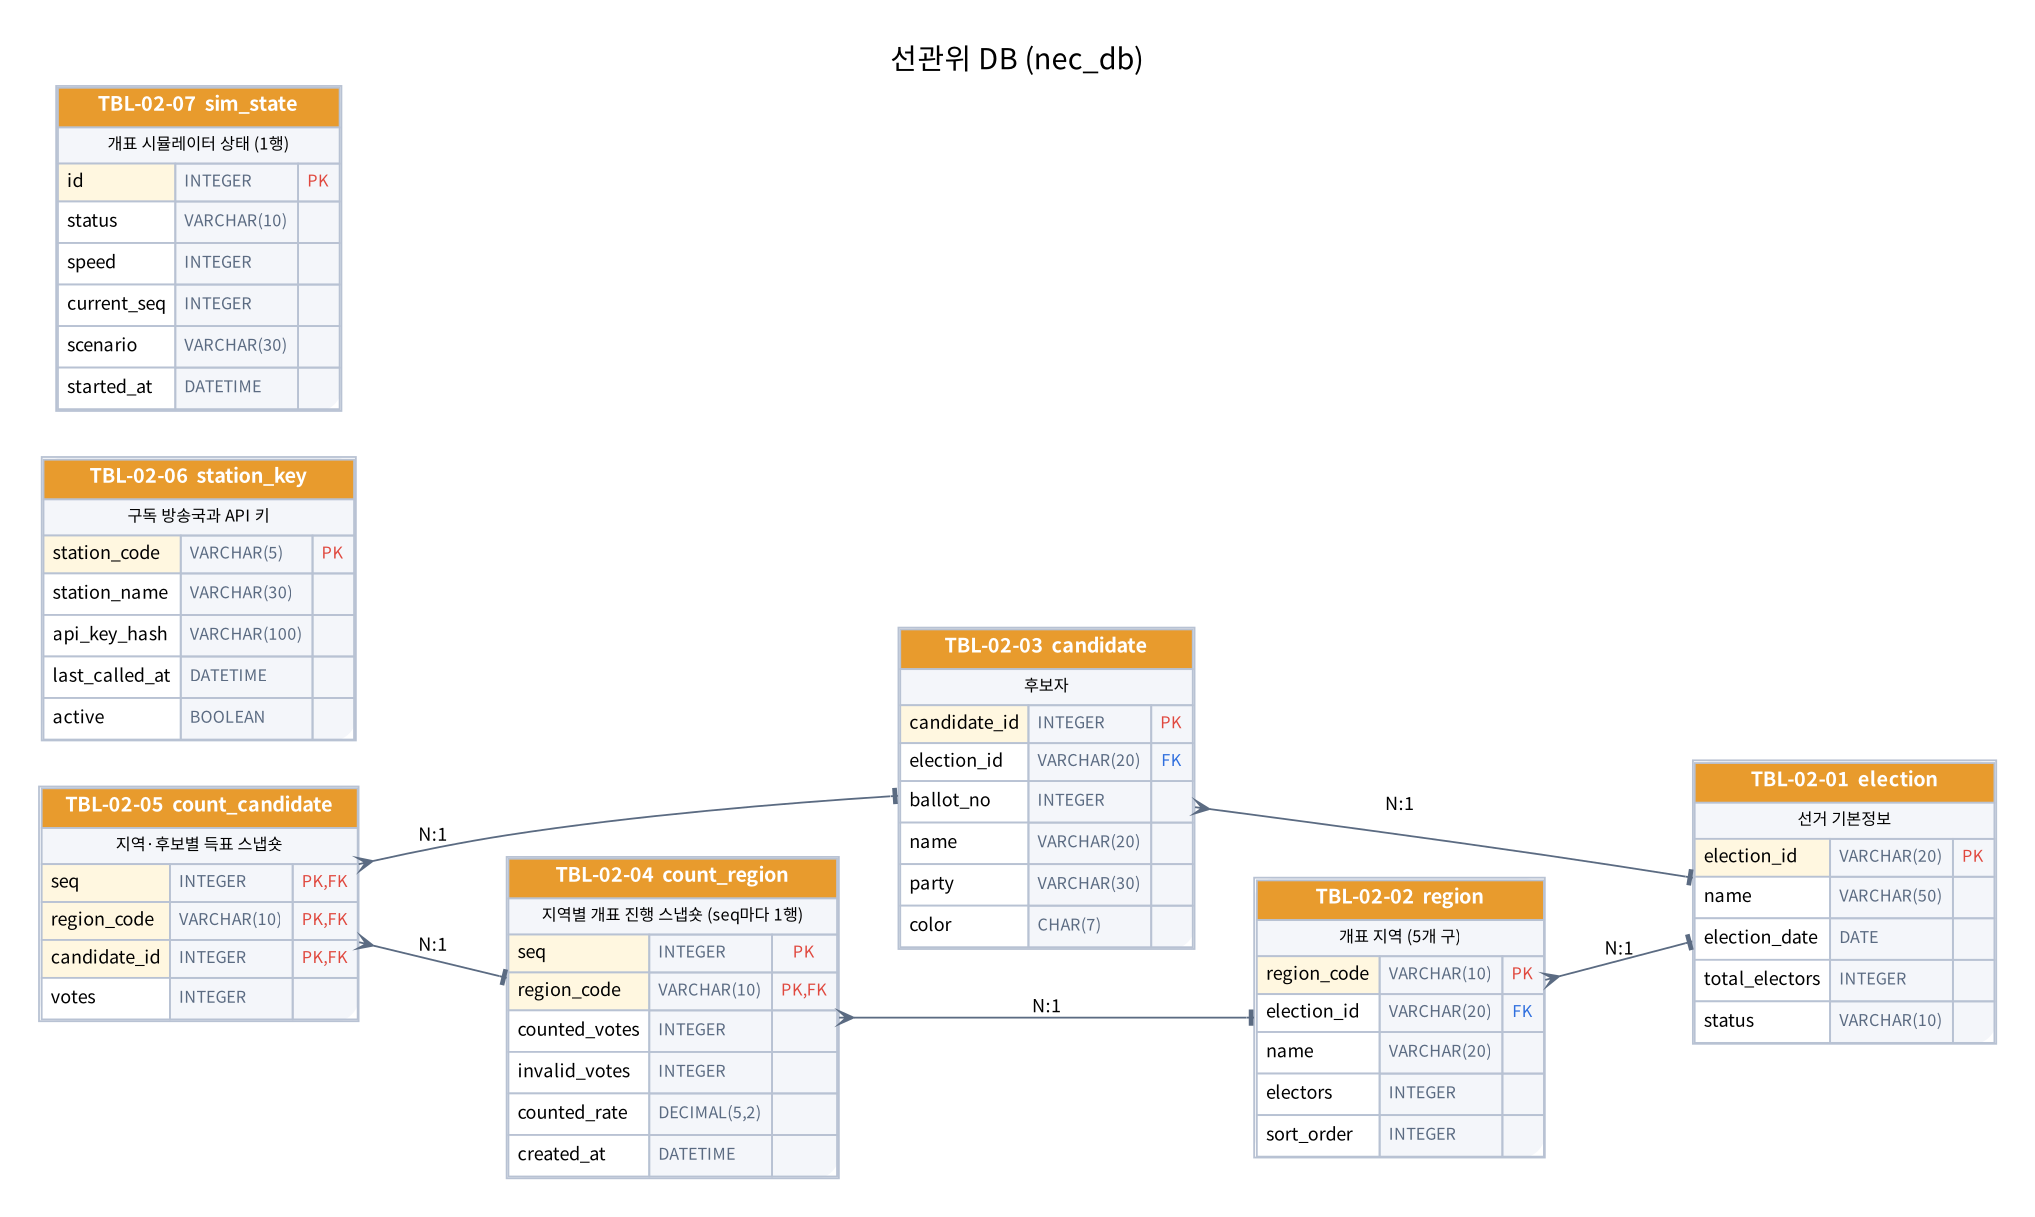 선관위 DB (nec_db)
TBL-02-07 sim_state
개표 시뮬레이터 상태 (1행)
id INTEGER PK
status VARCHAR(10)
speed INTEGER
current_seq INTEGER
scenario VARCHAR(30)
started_at DATETIME
TBL-02-06 station_key
구독 방송국과 API 키
station_code VARCHAR(5) PK
station_name VARCHAR(30)
api_key_hash VARCHAR(100)
last_called_at DATETIME
active BOOLEAN
TBL-02-05 count_candidate
지역·후보별 득표 스냅숏
seq INTEGER PK,FK
region_code VARCHAR(10) PK,FK
candidate_id INTEGER PK,FK
votes INTEGER
N:1
N:1
TBL-02-04 count_region
지역별 개표 진행 스냅숏 (seq마다 1행)
seq INTEGER PK
region_code VARCHAR(10) PK,FK
counted_votes INTEGER
invalid_votes INTEGER
counted_rate DECIMAL(5,2)
created_at DATETIME
TBL-02-03 candidate
후보자
candidate_id INTEGER PK
election_id VARCHAR(20) FK
ballot_no INTEGER
name VARCHAR(20)
party VARCHAR(30)
color CHAR(7)
N:1
N:1
TBL-02-02 region
개표 지역 (5개 구)
region_code VARCHAR(10) PK
election_id VARCHAR(20) FK
name VARCHAR(20)
electors INTEGER
sort_order INTEGER
N:1
TBL-02-01 election
선거 기본정보
election_id VARCHAR(20) PK
name VARCHAR(50)
election_date DATE
total_electors INTEGER
status VARCHAR(10)